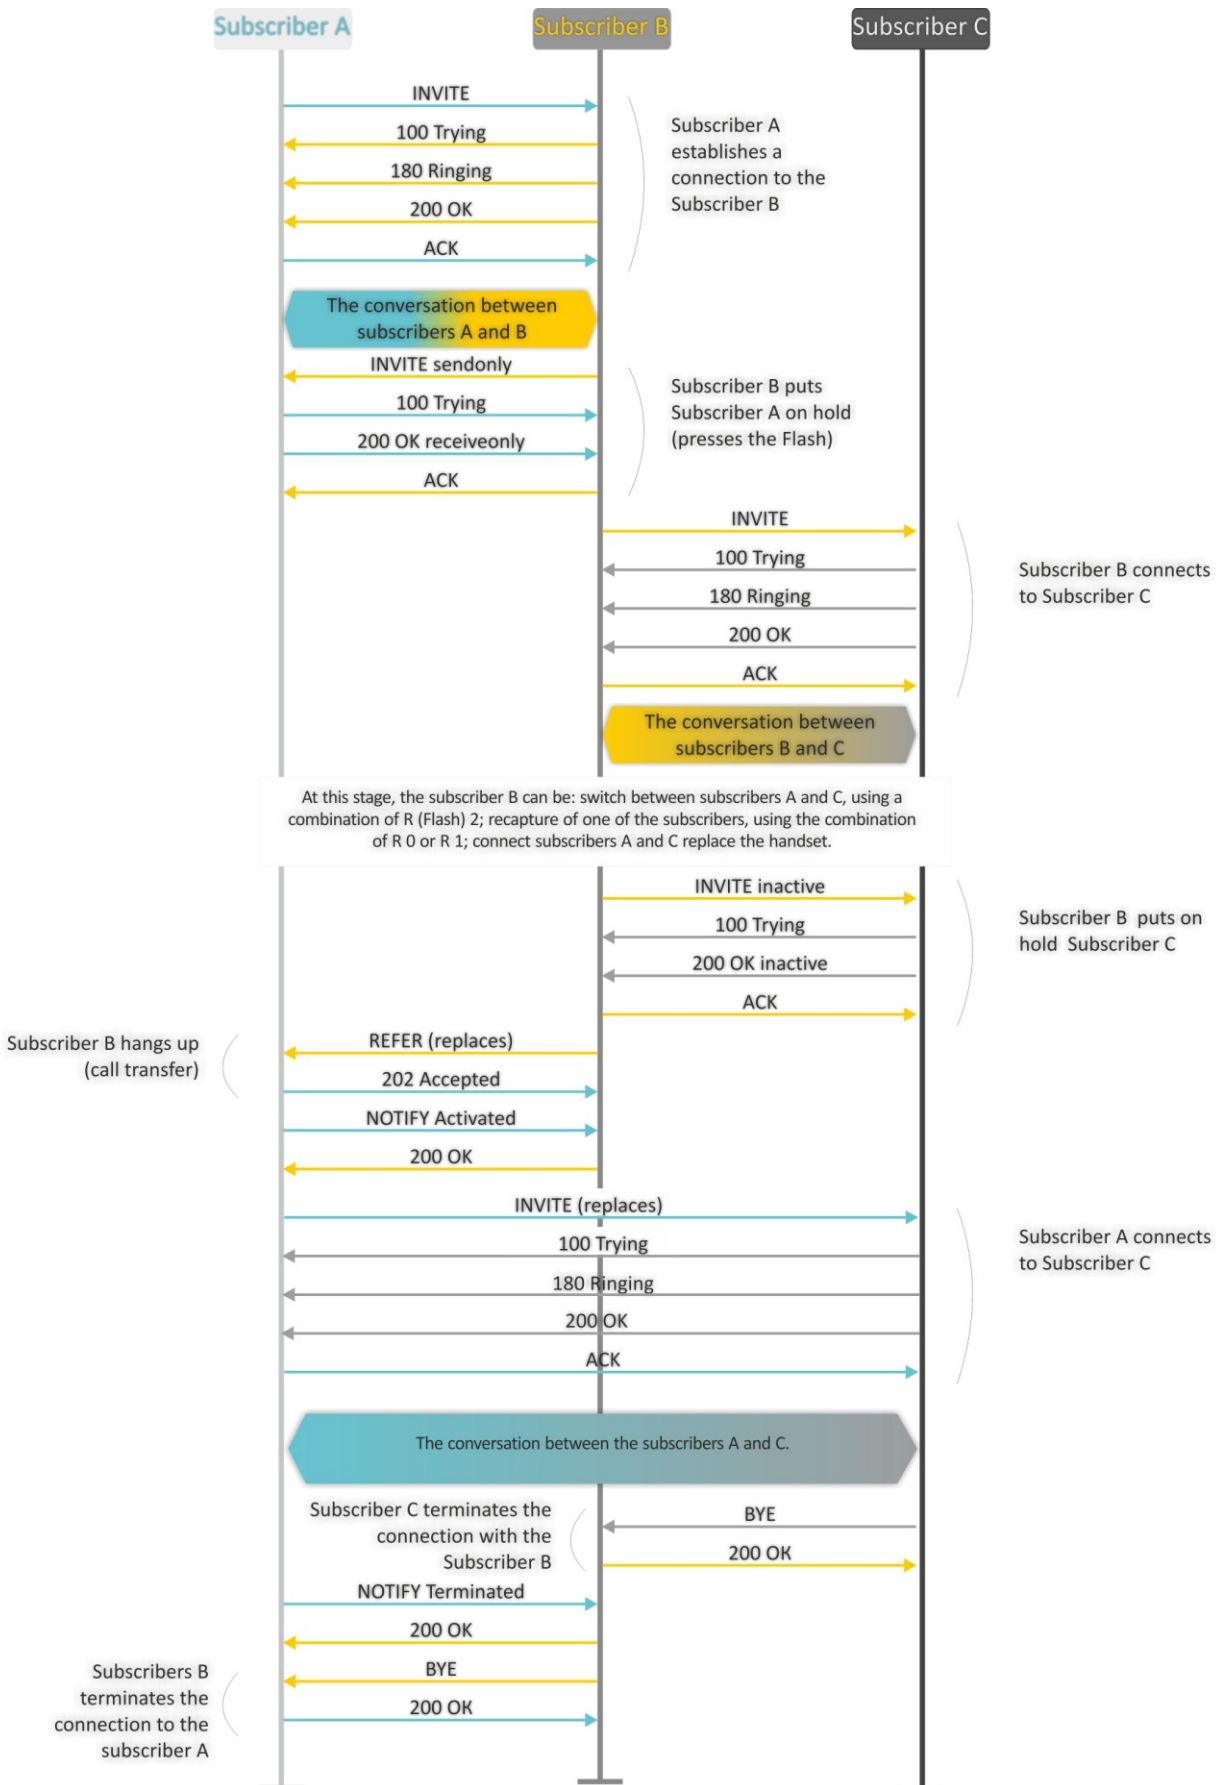 Subscriber A
Subscriber B
Subscriber C
INVITE
100 Trying
180 Ringing
200 OK
ACK
Subscriber A
establishes a
connection to the
Subscriber B
The conversation between
subscribers A and B
INVITE sendonly
100 Trying
200 OK receiveonly
ACK
Subscriber B puts
Subscriber A on hold
(presses the Flash)
INVITE
100 Trying
180 Ringing
200 OK
ACK
Subscriber B connects
to Subscriber C
The conversation between
subscribers B and C
At this stage, the subscriber B can be: switch between subscribers A and C, using a
combination of R (Flash) 2; recapture of one of the subscribers, using the combination
of R 0 or R 1; connect subscribers A and C replace the handset.
INVITE inactive
100 Trying
200 OK inactive
ACK
Subscriber B puts on
hold Subscriber C
Subscriber B hangs up
(call transfer)
REFER (replaces)
202 Accepted
NOTIFY Activated
200 OK
INVITE (replaces)
100 Trying
180 Ringing
200 OK
ACK
Subscriber A connects
to Subscriber C
The conversation between the subscribers A and C.
Subscriber C terminates the
connection with the
Subscriber B
BYE
200 OK
NOTIFY Terminated
200 OK
BYE
200 OK
Subscribers B
terminates the
connection to the
subscriber A